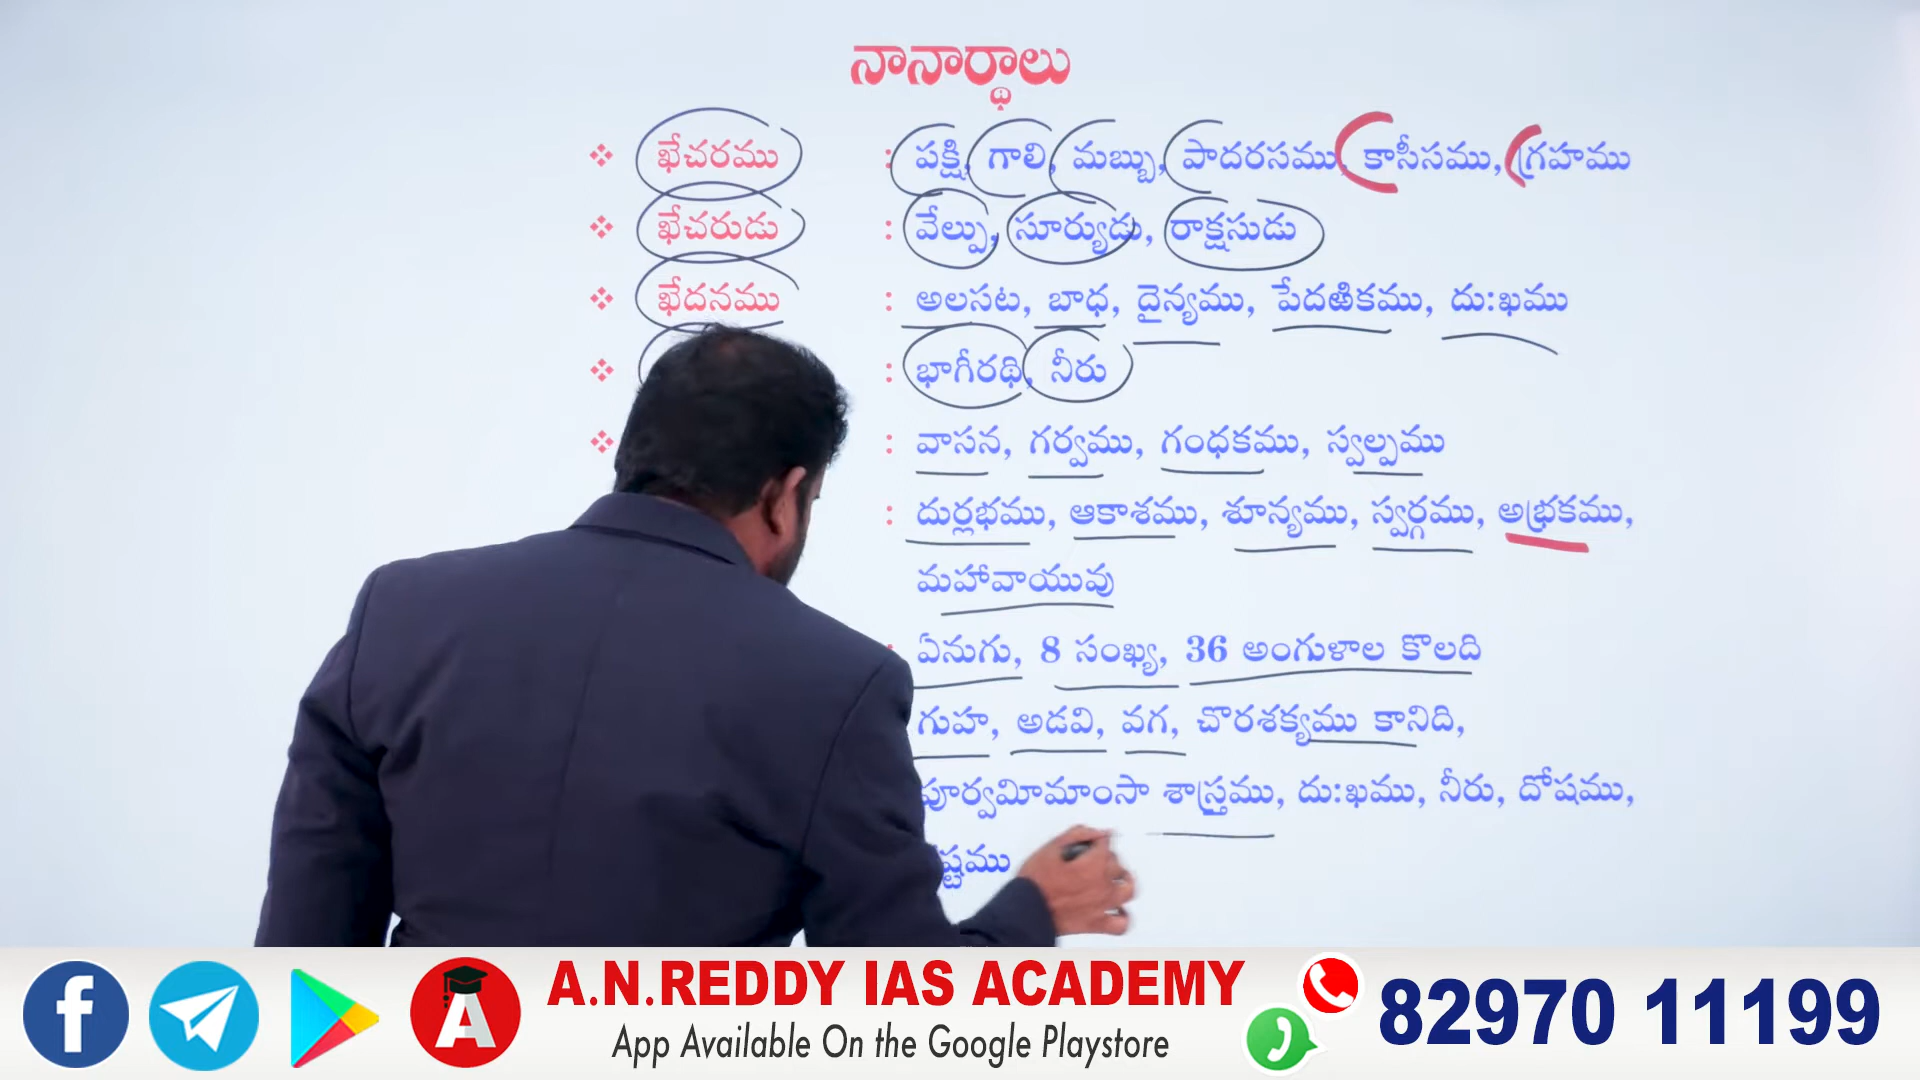 నానార్థాలు
❖ ఖేచరము : పక్షి, గాలి, మబ్బు, పాదరసము, కాసీసము, గ్రహము
❖ ఖేచరుడు : వేల్పు, సూర్యుడు, రాక్షసుడు
❖ ఖేదనము : అలసట, బాధ, దైన్యము, పేదఱికము, దు:ఖము
❖ : భాగీరథి, నీరు
❖ : వాసన, గర్వము, గంధకము, స్వల్పము
: దుర్లభము, ఆకాశము, శూన్యము, స్వర్గము, అభ్రకము,
మహావాయువు
: ఏనుగు, 8 సంఖ్య, 36 అంగుళాల కొలది
గుహ, అడవి, వగ, చొరశక్యము కానిది,
పూర్వమీమాంసా శాస్త్రము, దు:ఖము, నీరు, దోషము,
A.N.REDDY IAS ACADEMY
App Available On the Google Playstore
82970 11199